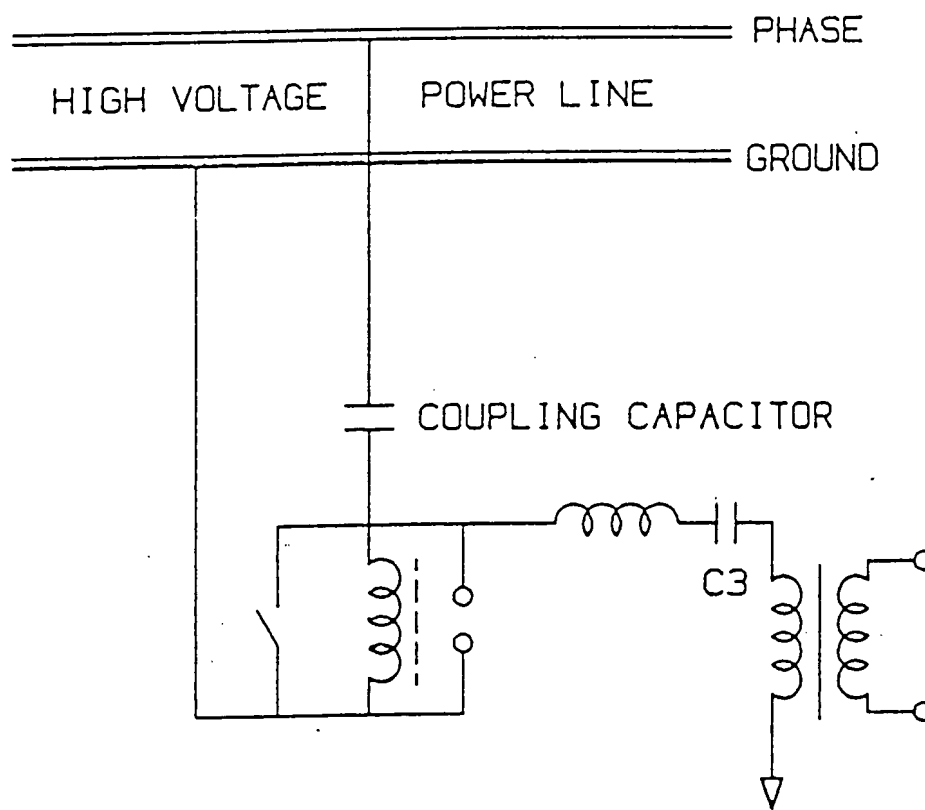 PHASE
HIGH VOLTAGE POWER LINE
GROUND
COUPLING CAPACITOR
C3